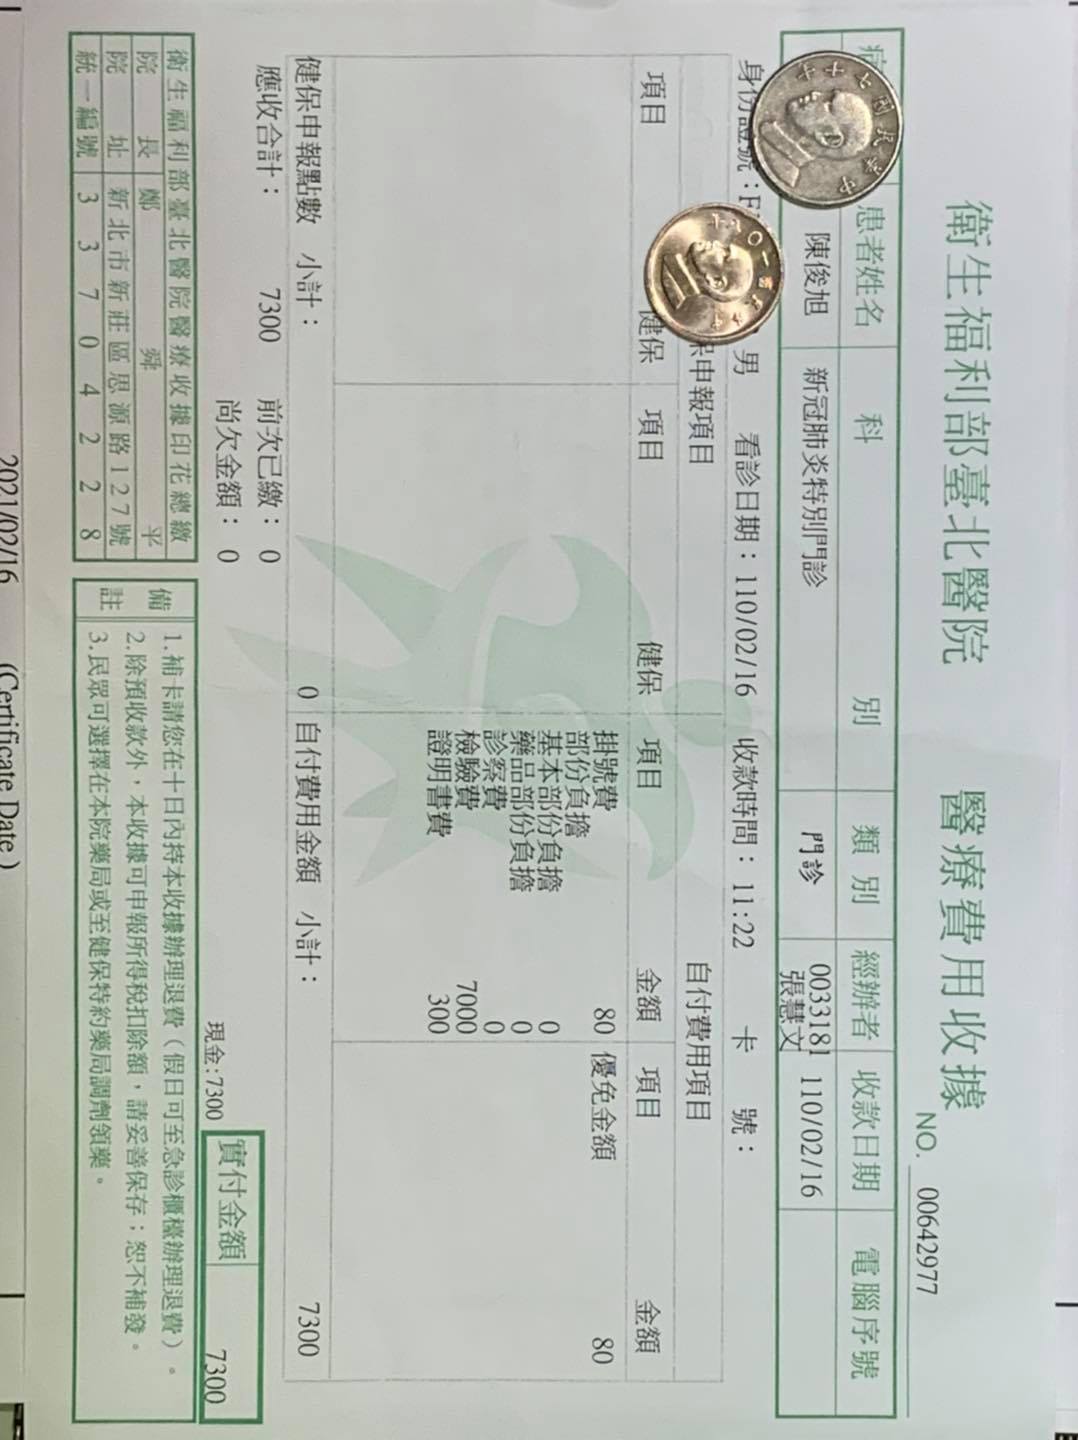 衛生福利部臺北醫院 醫療費用收據
NO. 00642977
病 患者姓名 科 別 類別 經辦者 收款日期 電腦序號
陳俊旭 新冠肺炎特別門診 門診 0033181 110/02/16
張慧文
身份證號:F 男 看診日期:110/02/16 收款時間:11:22 卡 號:
保申報項目 自付費用項目
項目 健保 項目 健保 項目 金額 項目 金額
掛號費 80 優免金額 80
部份負擔
基本部份負擔 0
藥品部份負擔 0
診察費 0
檢驗費 7000
證明書費 300
健保申報點數 小計: 0 自付費用金額 小計: 7300
應收合計: 7300 前次已繳: 0
尚欠金額: 0
現金:7300 實付金額 7300
衛生福利部臺北醫院醫療收據印花總繳
院長 鄭舜平
院址 新北市新莊區思源路127號
統一編號 33704228
備註
1.補卡請您在十日內持本收據辦理退費(假日可至急診櫃檯辦理退費)。
2.除預收款外,本收據可申報所得稅扣除額,請妥善保存;恕不補發。
3.民眾可選擇在本院藥局或至健保特約藥局調劑領藥。
2021/02/16 (Certificate Date)